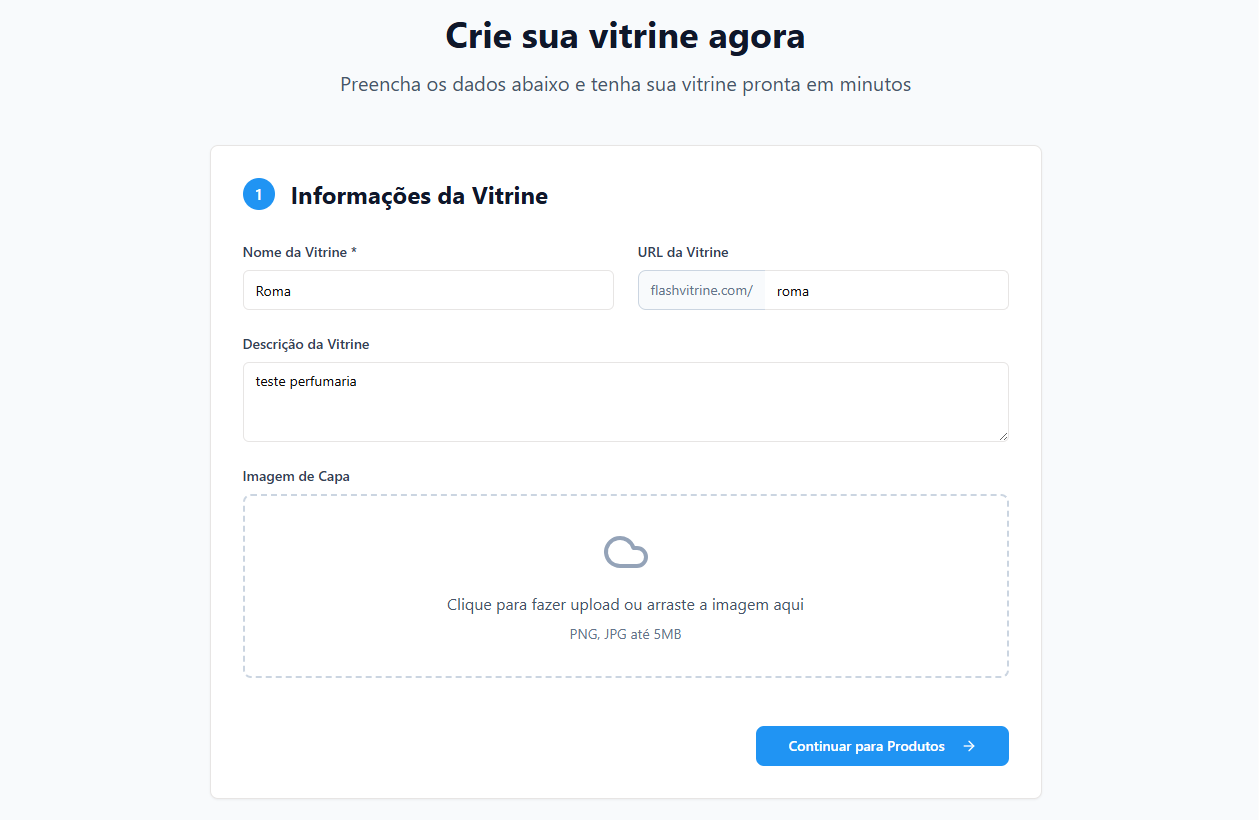 Crie sua vitrine agora
Preencha os dados abaixo e tenha sua vitrine pronta em minutos
1 Informações da Vitrine
Nome da Vitrine *
Roma
URL da Vitrine
flashvitrine.com/ roma
Descrição da Vitrine
teste perfumaria
Imagem de Capa
Clique para fazer upload ou arraste a imagem aqui
PNG, JPG até 5MB
Continuar para Produtos →